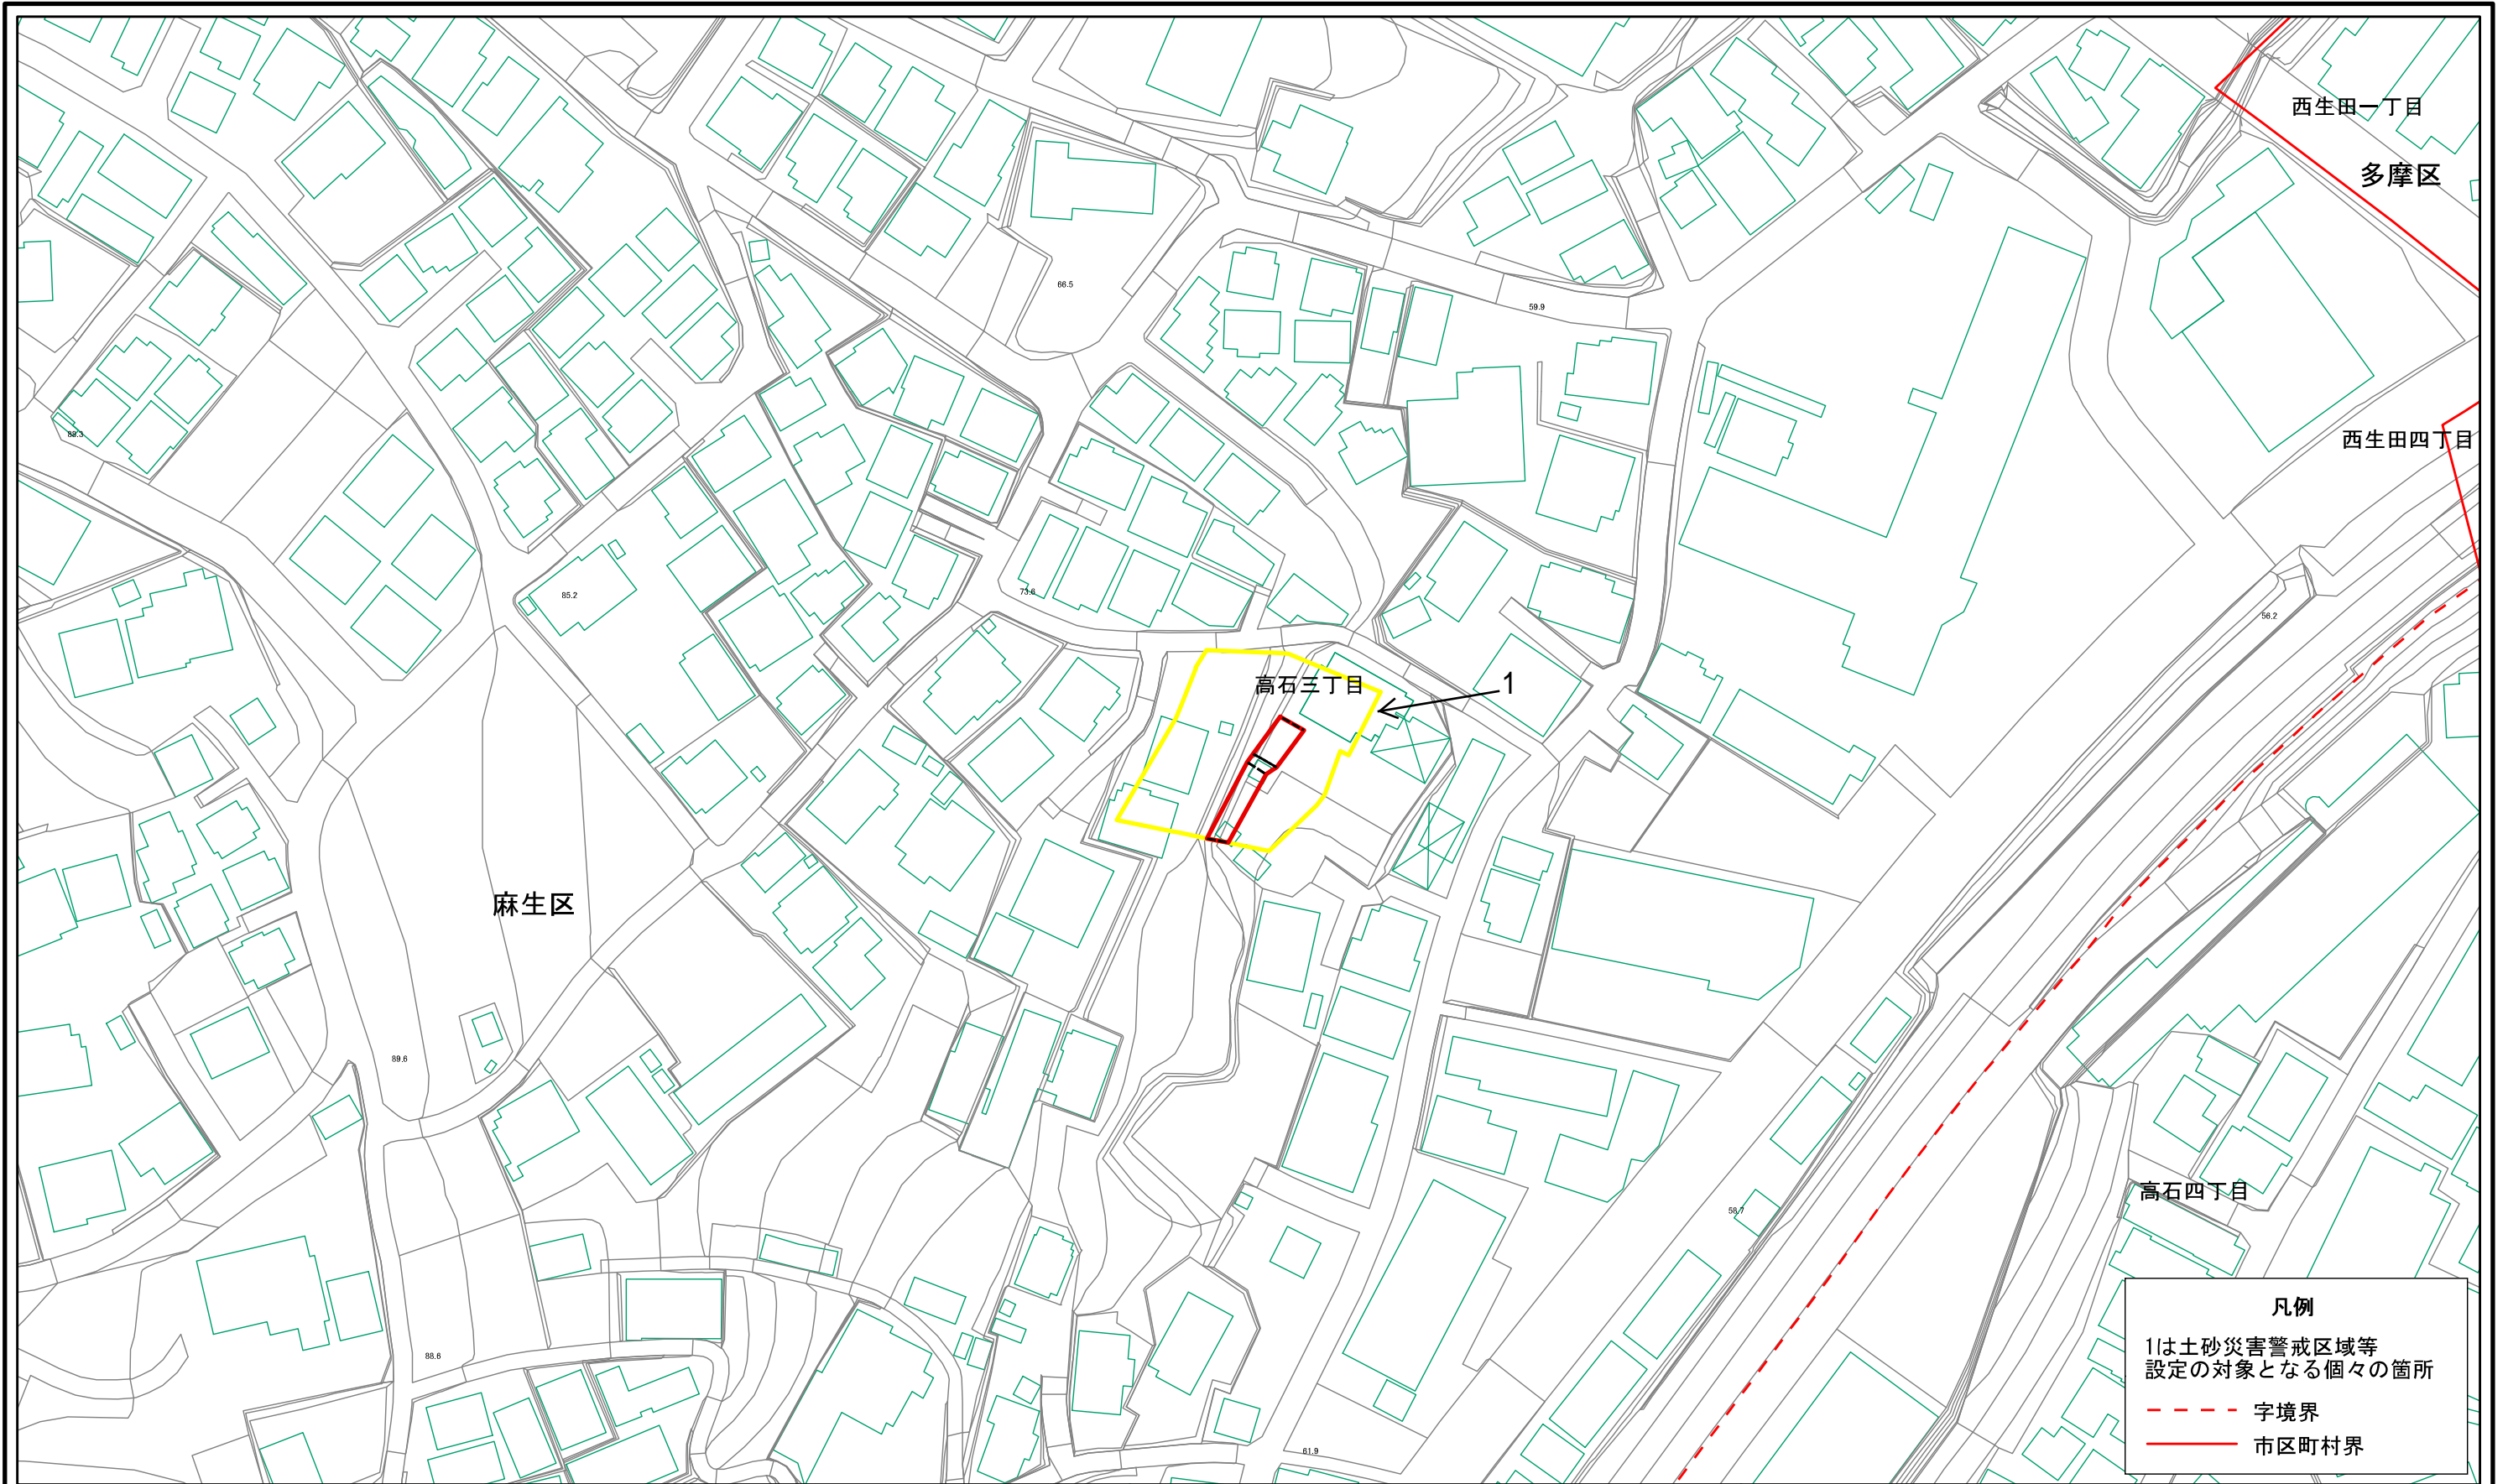 西生田一丁目
多摩区
66.5
59.9
88.3
西生田四丁目
85.2
73.6
56.2
高石三丁目
1
麻生区
89.6
高石四丁目
58.7
88.6
61.9
凡例
1は土砂災害警戒区域等
設定の対象となる個々の箇所
字境界
市区町村界